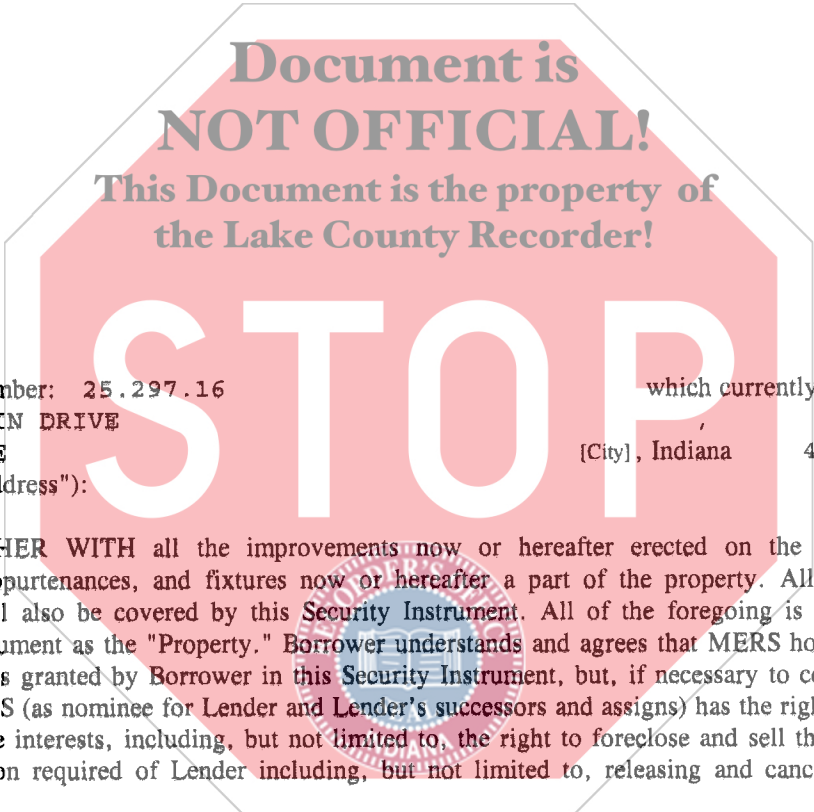 Document is
NOT OFFICIAL!
This Document is the property of
the Lake County Recorder!
STOP
mber: 25.297.16 which currently
IN DRIVE ,
E [City], Indiana 4
ddress"):
HER WITH all the improvements now or hereafter erected on the
ppurtenances, and fixtures now or hereafter a part of the property. All
l also be covered by this Security Instrument. All of the foregoing is
ument as the "Property." Borrower understands and agrees that MERS ho
s granted by Borrower in this Security Instrument, but, if necessary to co
S (as nominee for Lender and Lender's successors and assigns) has the righ
e interests, including, but not limited to, the right to foreclose and sell th
on required of Lender including, but not limited to, releasing and canc